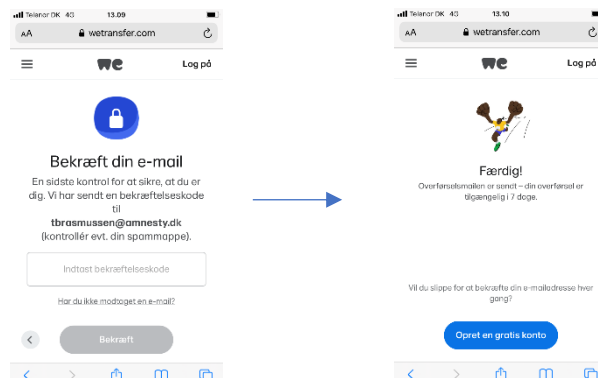 Telenor DK 4G 13.09
AA wetransfer.com
we Log på
Bekræft din e-mail
En sidste kontrol for at sikre, at du er
dig. Vi har sendt en bekræftelseskode
til
tbrasmussen@amnesty.dk
(kontrollér evt. din spammappe).
Indtast bekræftelseskode
Har du ikke modtaget en e-mail?
Bekræft
Telenor DK 4G 13.10
AA wetransfer.com
we Log på
Færdig!
Overførselsmailen er sendt – din overførsel er
tilgængelig i 7 dage.
Vil du slippe for at bekræfte din e-mailadresse hver
gang?
Opret en gratis konto